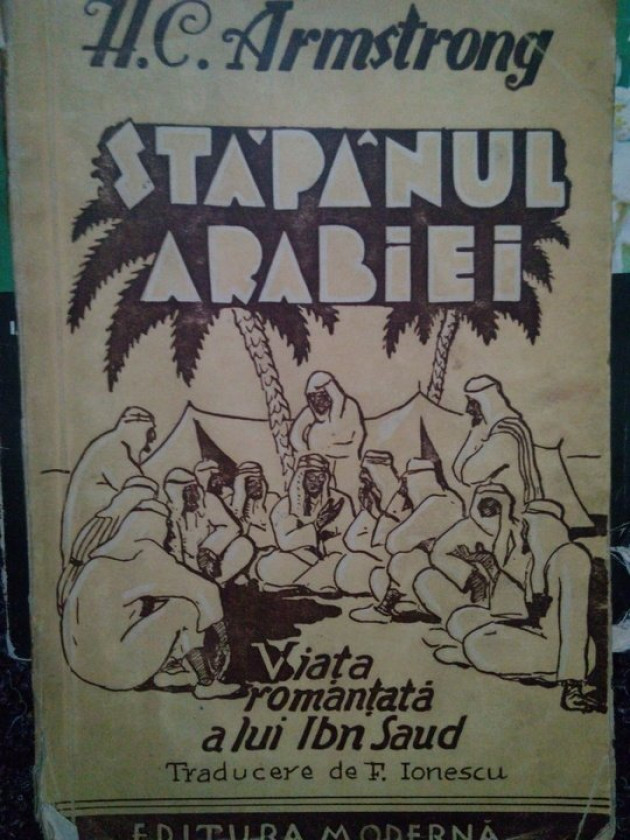 H.C. Armstrong
STĂPÂNUL
ARABIEI
Viața
romanțată
a lui Ibn Saud
Traducere de F. Ionescu
EDITURA MODERNĂ